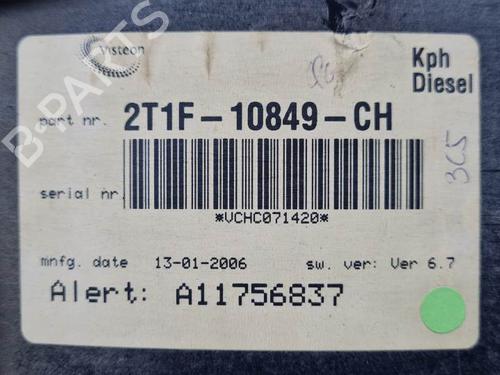 Visteon
Kph
Diesel
part nr. 2T1F-10849-CH
serial nr.
*VCHC071420*
3C5
mnfg. date 13-01-2006 sw. ver: Ver 6.7
Alert: A11756837
B-PARTS